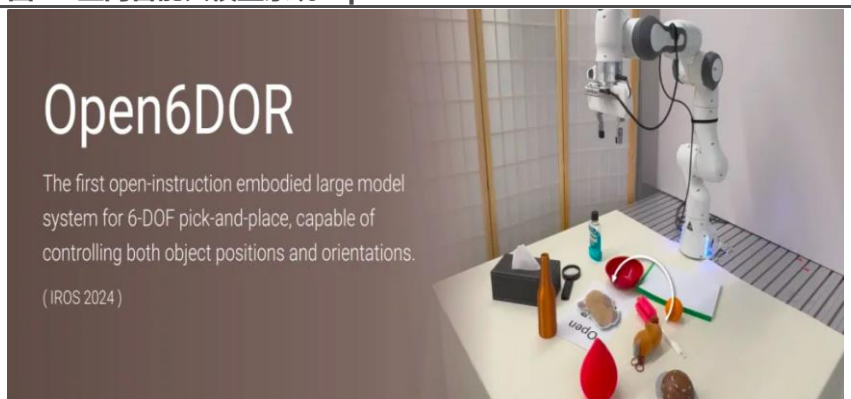 Open6DOR
The first open-instruction embodied large model
system for 6-DOF pick-and-place, capable of
controlling both object positions and orientations.
( IROS 2024 )
Open